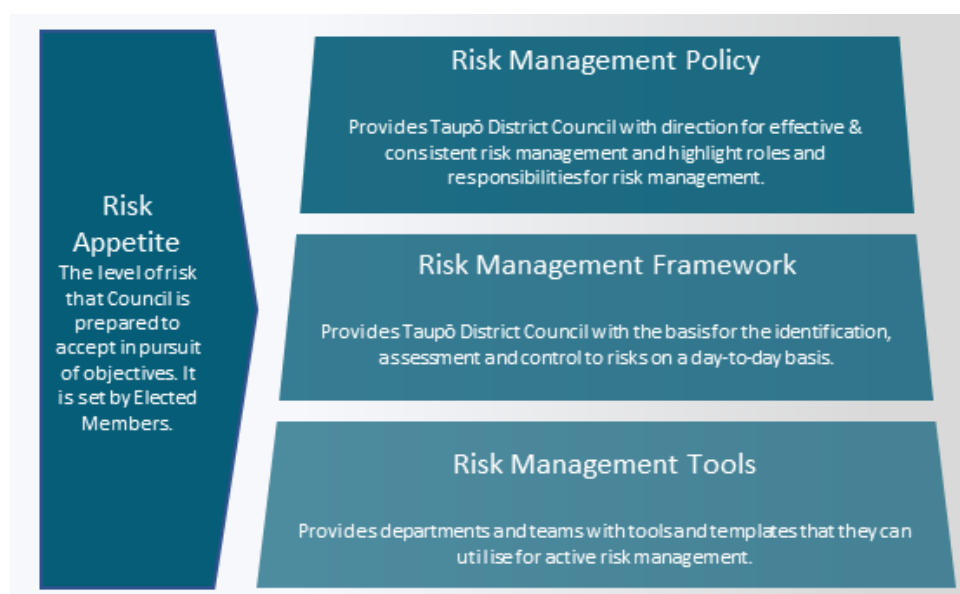 Risk
Appetite
The level of risk
that Council is
prepared to
accept in pursuit
of objectives. It
is set by Elected
Members.
Risk Management Policy
Provides Taupō District Council with direction for effective &
consistent risk management and highlight roles and
responsibilities for risk management.
Risk Management Framework
Provides Taupō District Council with the basis for the identification,
assessment and control to risks on a day-to-day basis.
Risk Management Tools
Provides departments and teams with tools and templates that they can
utilise for active risk management.